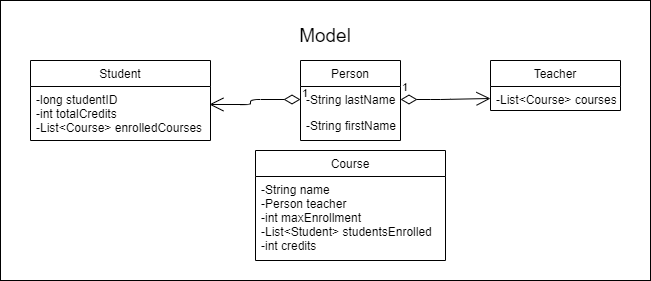 Model
Student
-long studentID
-int totalCredits
-List<Course> enrolledCourses
1
Person
-String lastName
-String firstName
1
Teacher
-List<Course> courses
Course
-String name
-Person teacher
-int maxEnrollment
-List<Student> studentsEnrolled
-int credits